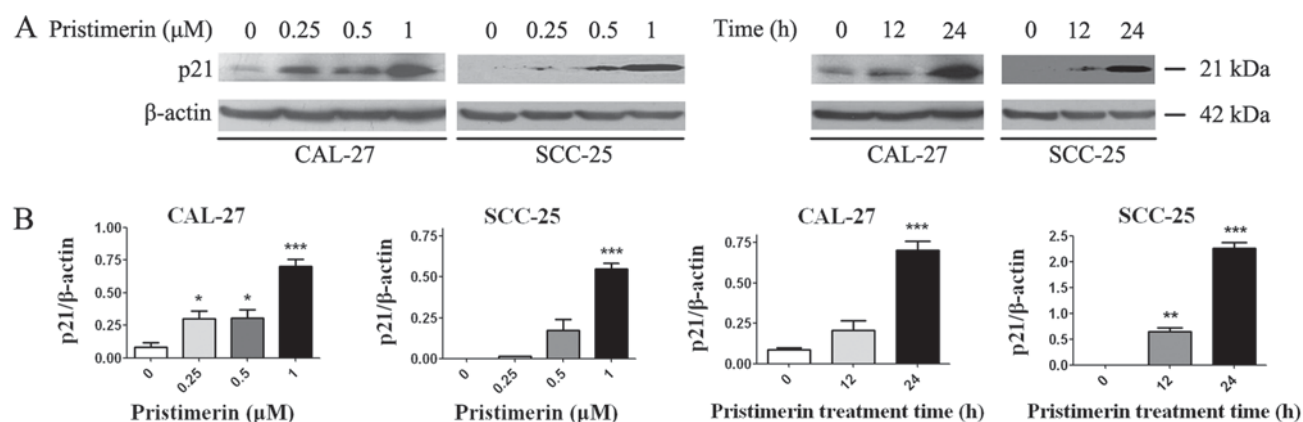 A Pristimerin (μM) 0 0.25 0.5 1 0 0.25 0.5 1 Time (h) 0 12 24 0 12 24
p21 21 kDa
β-actin 42 kDa
CAL-27 SCC-25 CAL-27 SCC-25
B
CAL-27
p21/β-actin
1.00
0.75
0.50
0.25
0.00
* * ***
0 0.25 0.5 1
Pristimerin (μM)
SCC-25
p21/β-actin
0.75
0.50
0.25
0.00
***
0 0.25 0.5 1
Pristimerin (μM)
CAL-27
p21/β-actin
0.75
0.50
0.25
0.00
***
0 12 24
Pristimerin treatment time (h)
SCC-25
p21/β-actin
2.5
2.0
1.5
1.0
0.5
0.0
** ***
0 12 24
Pristimerin treatment time (h)